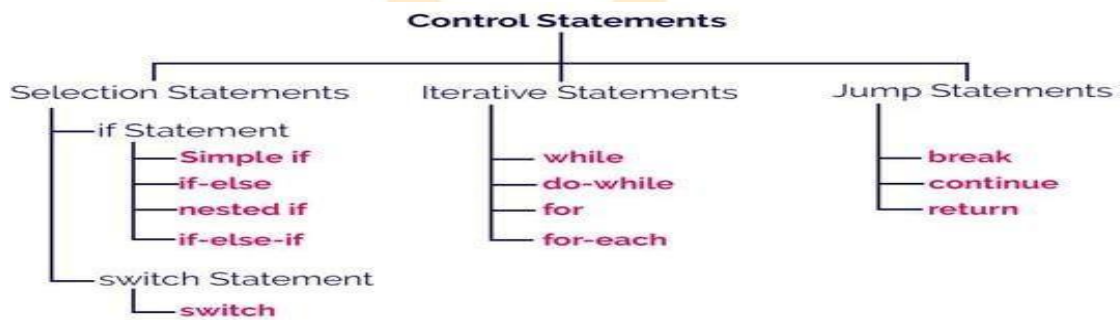 Control Statements
Selection Statements
if Statement
Simple if
if-else
nested if
if-else-if
switch Statement
switch
Iterative Statements
while
do-while
for
for-each
Jump Statements
break
continue
return